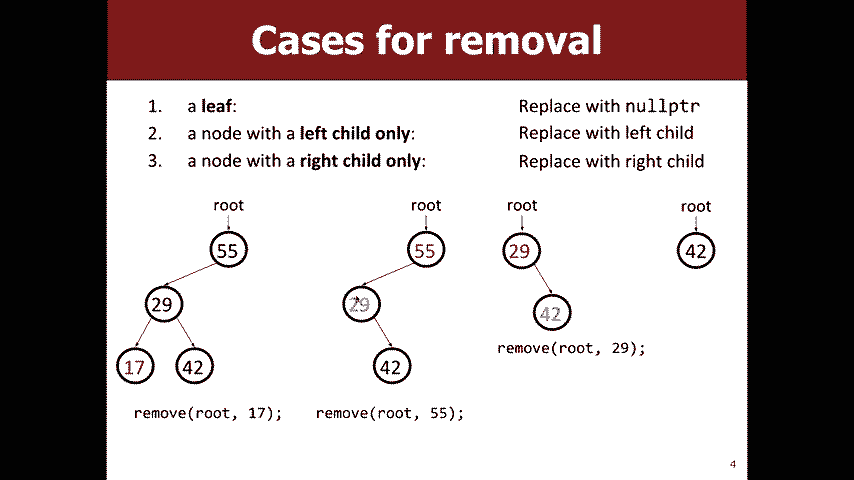 Cases for removal
1. a leaf: Replace with nullptr
2. a node with a left child only: Replace with left child
3. a node with a right child only: Replace with right child
root root root root
55 55 29 42
29 29 42
remove(root, 29);
17 42 42
remove(root, 17); remove(root, 55);
4